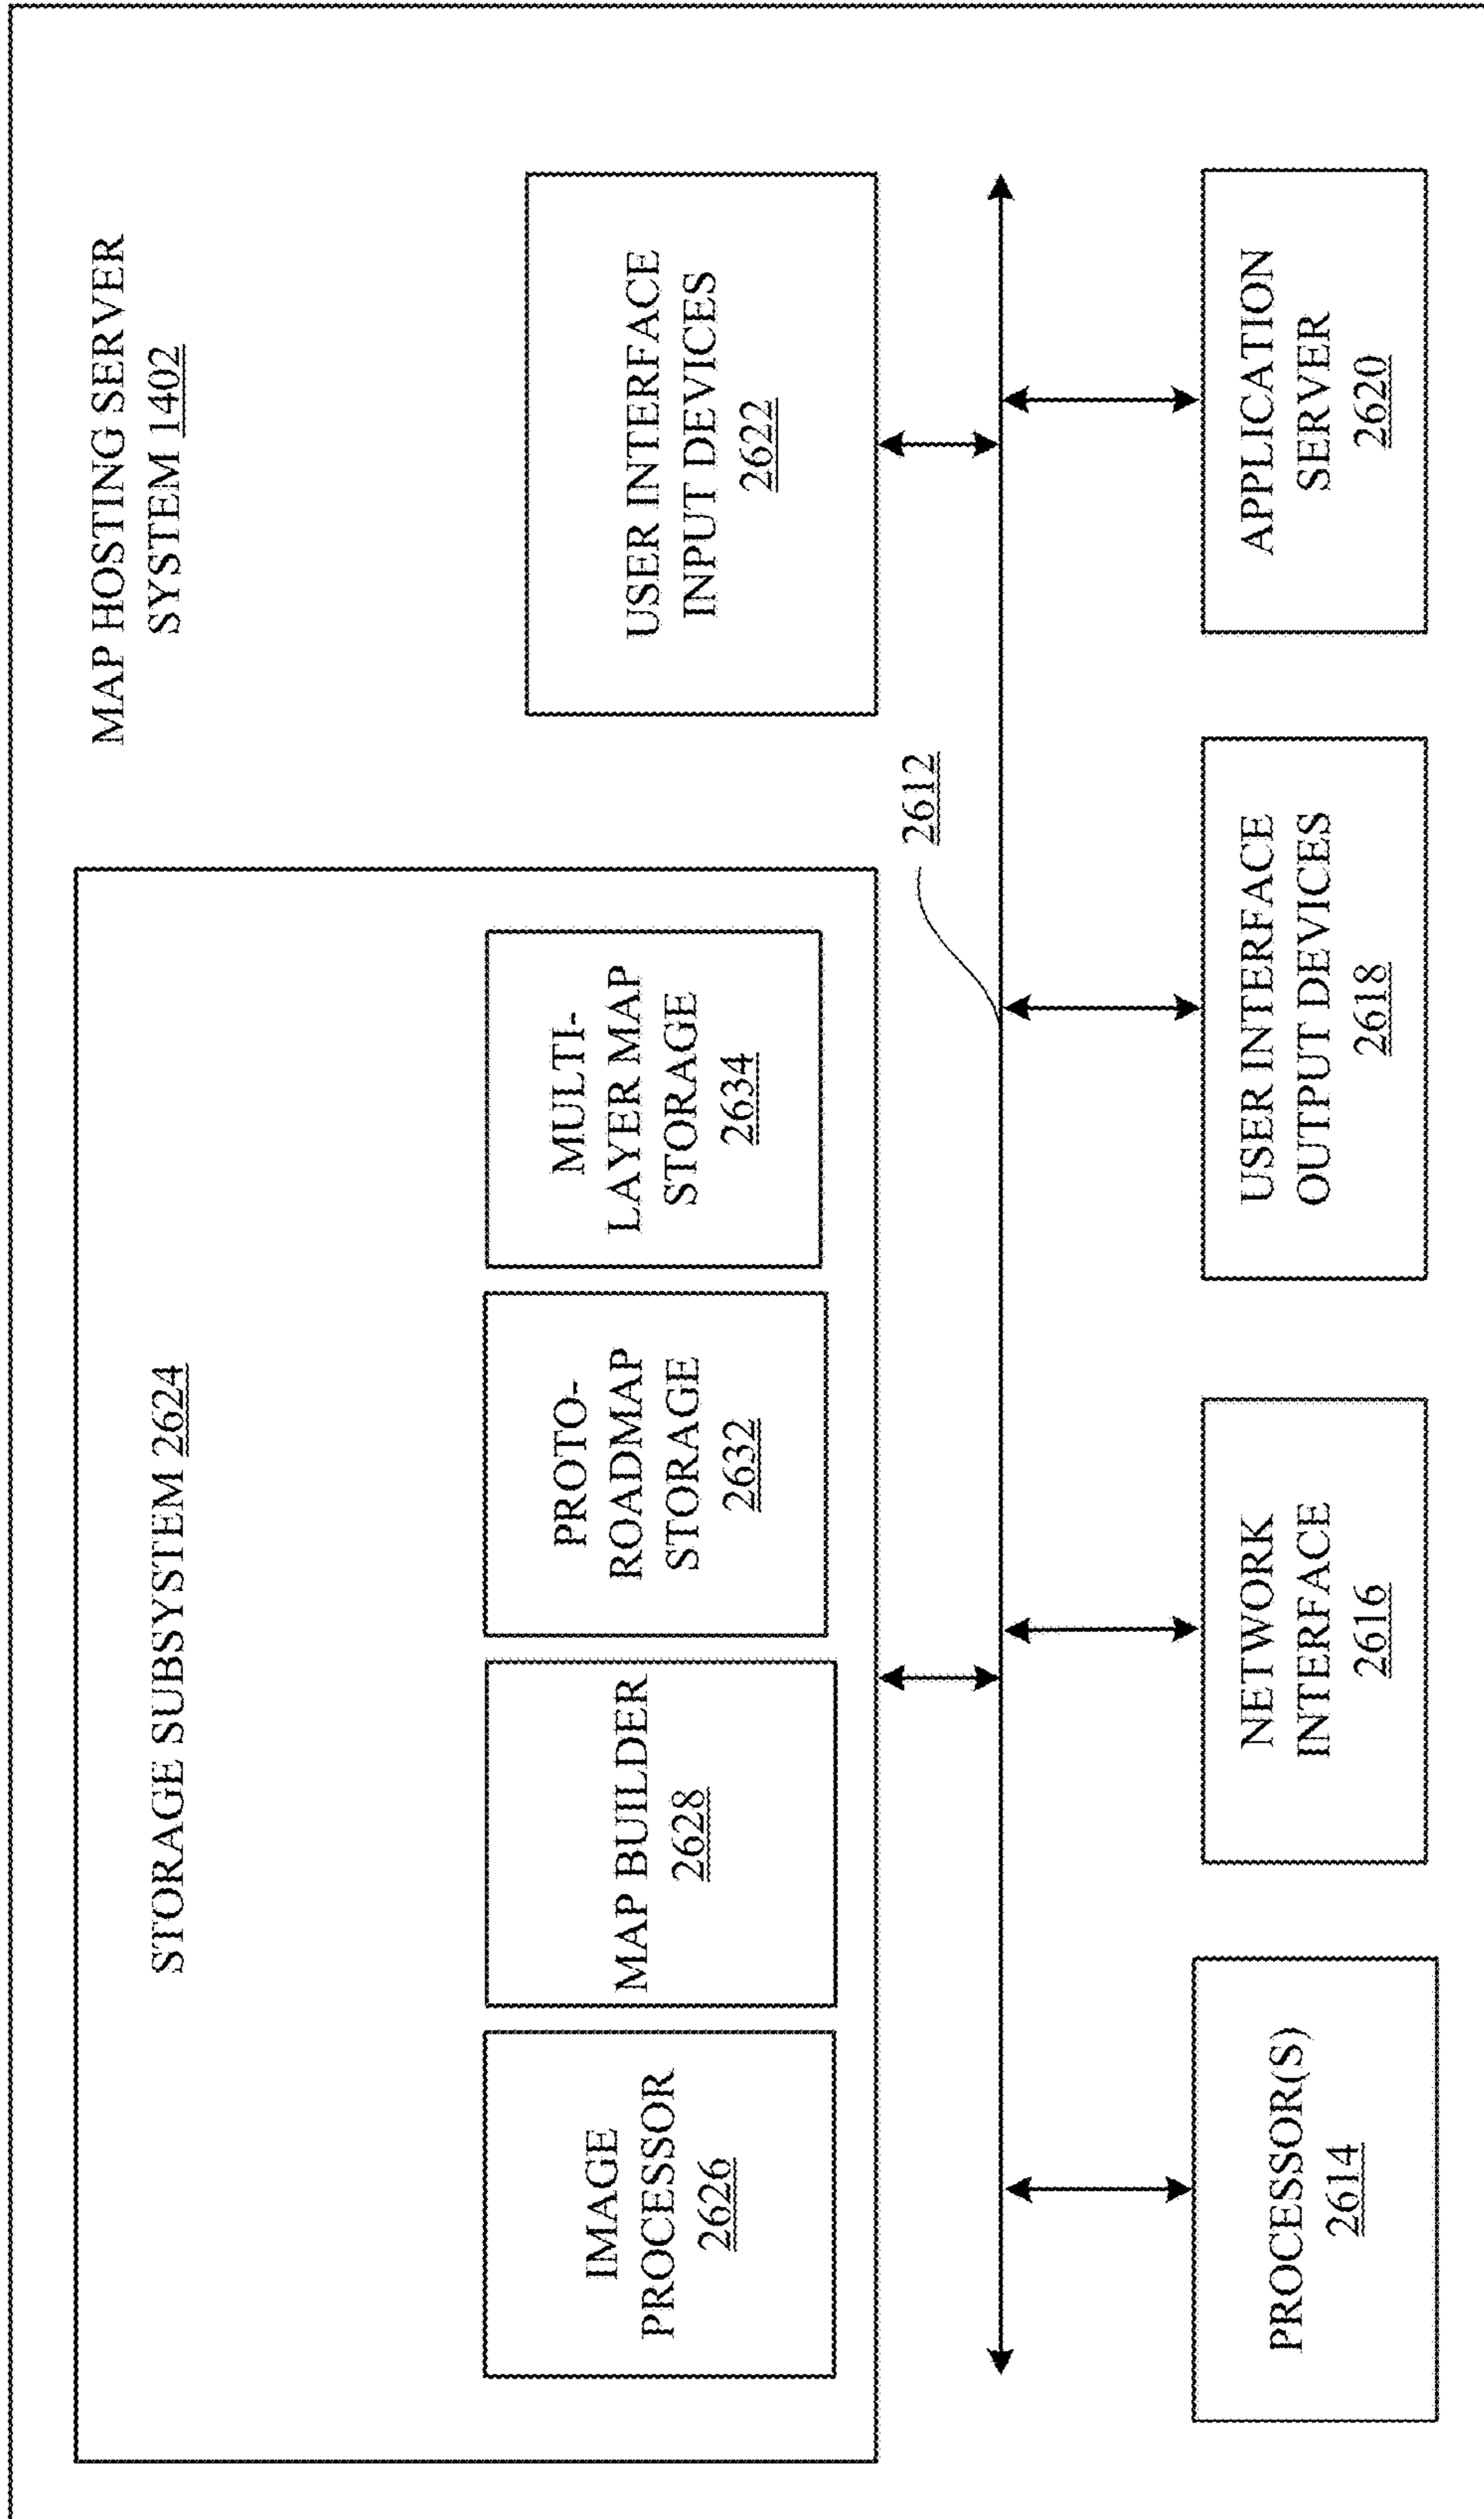 MAP HOSTING SERVER
SYSTEM 1402
STORAGE SUBSYSTEM 2624
IMAGE
PROCESSOR
2626
MAP BUILDER
2628
PROTO-
ROADMAP
STORAGE
2632
MULTI-
LAYER MAP
STORAGE
2634
USER INTERFACE
INPUT DEVICES
2622
2612
PROCESSOR(S)
2614
NETWORK
INTERFACE
2616
USER INTERFACE
OUTPUT DEVICES
2618
APPLICATION
SERVER
2620